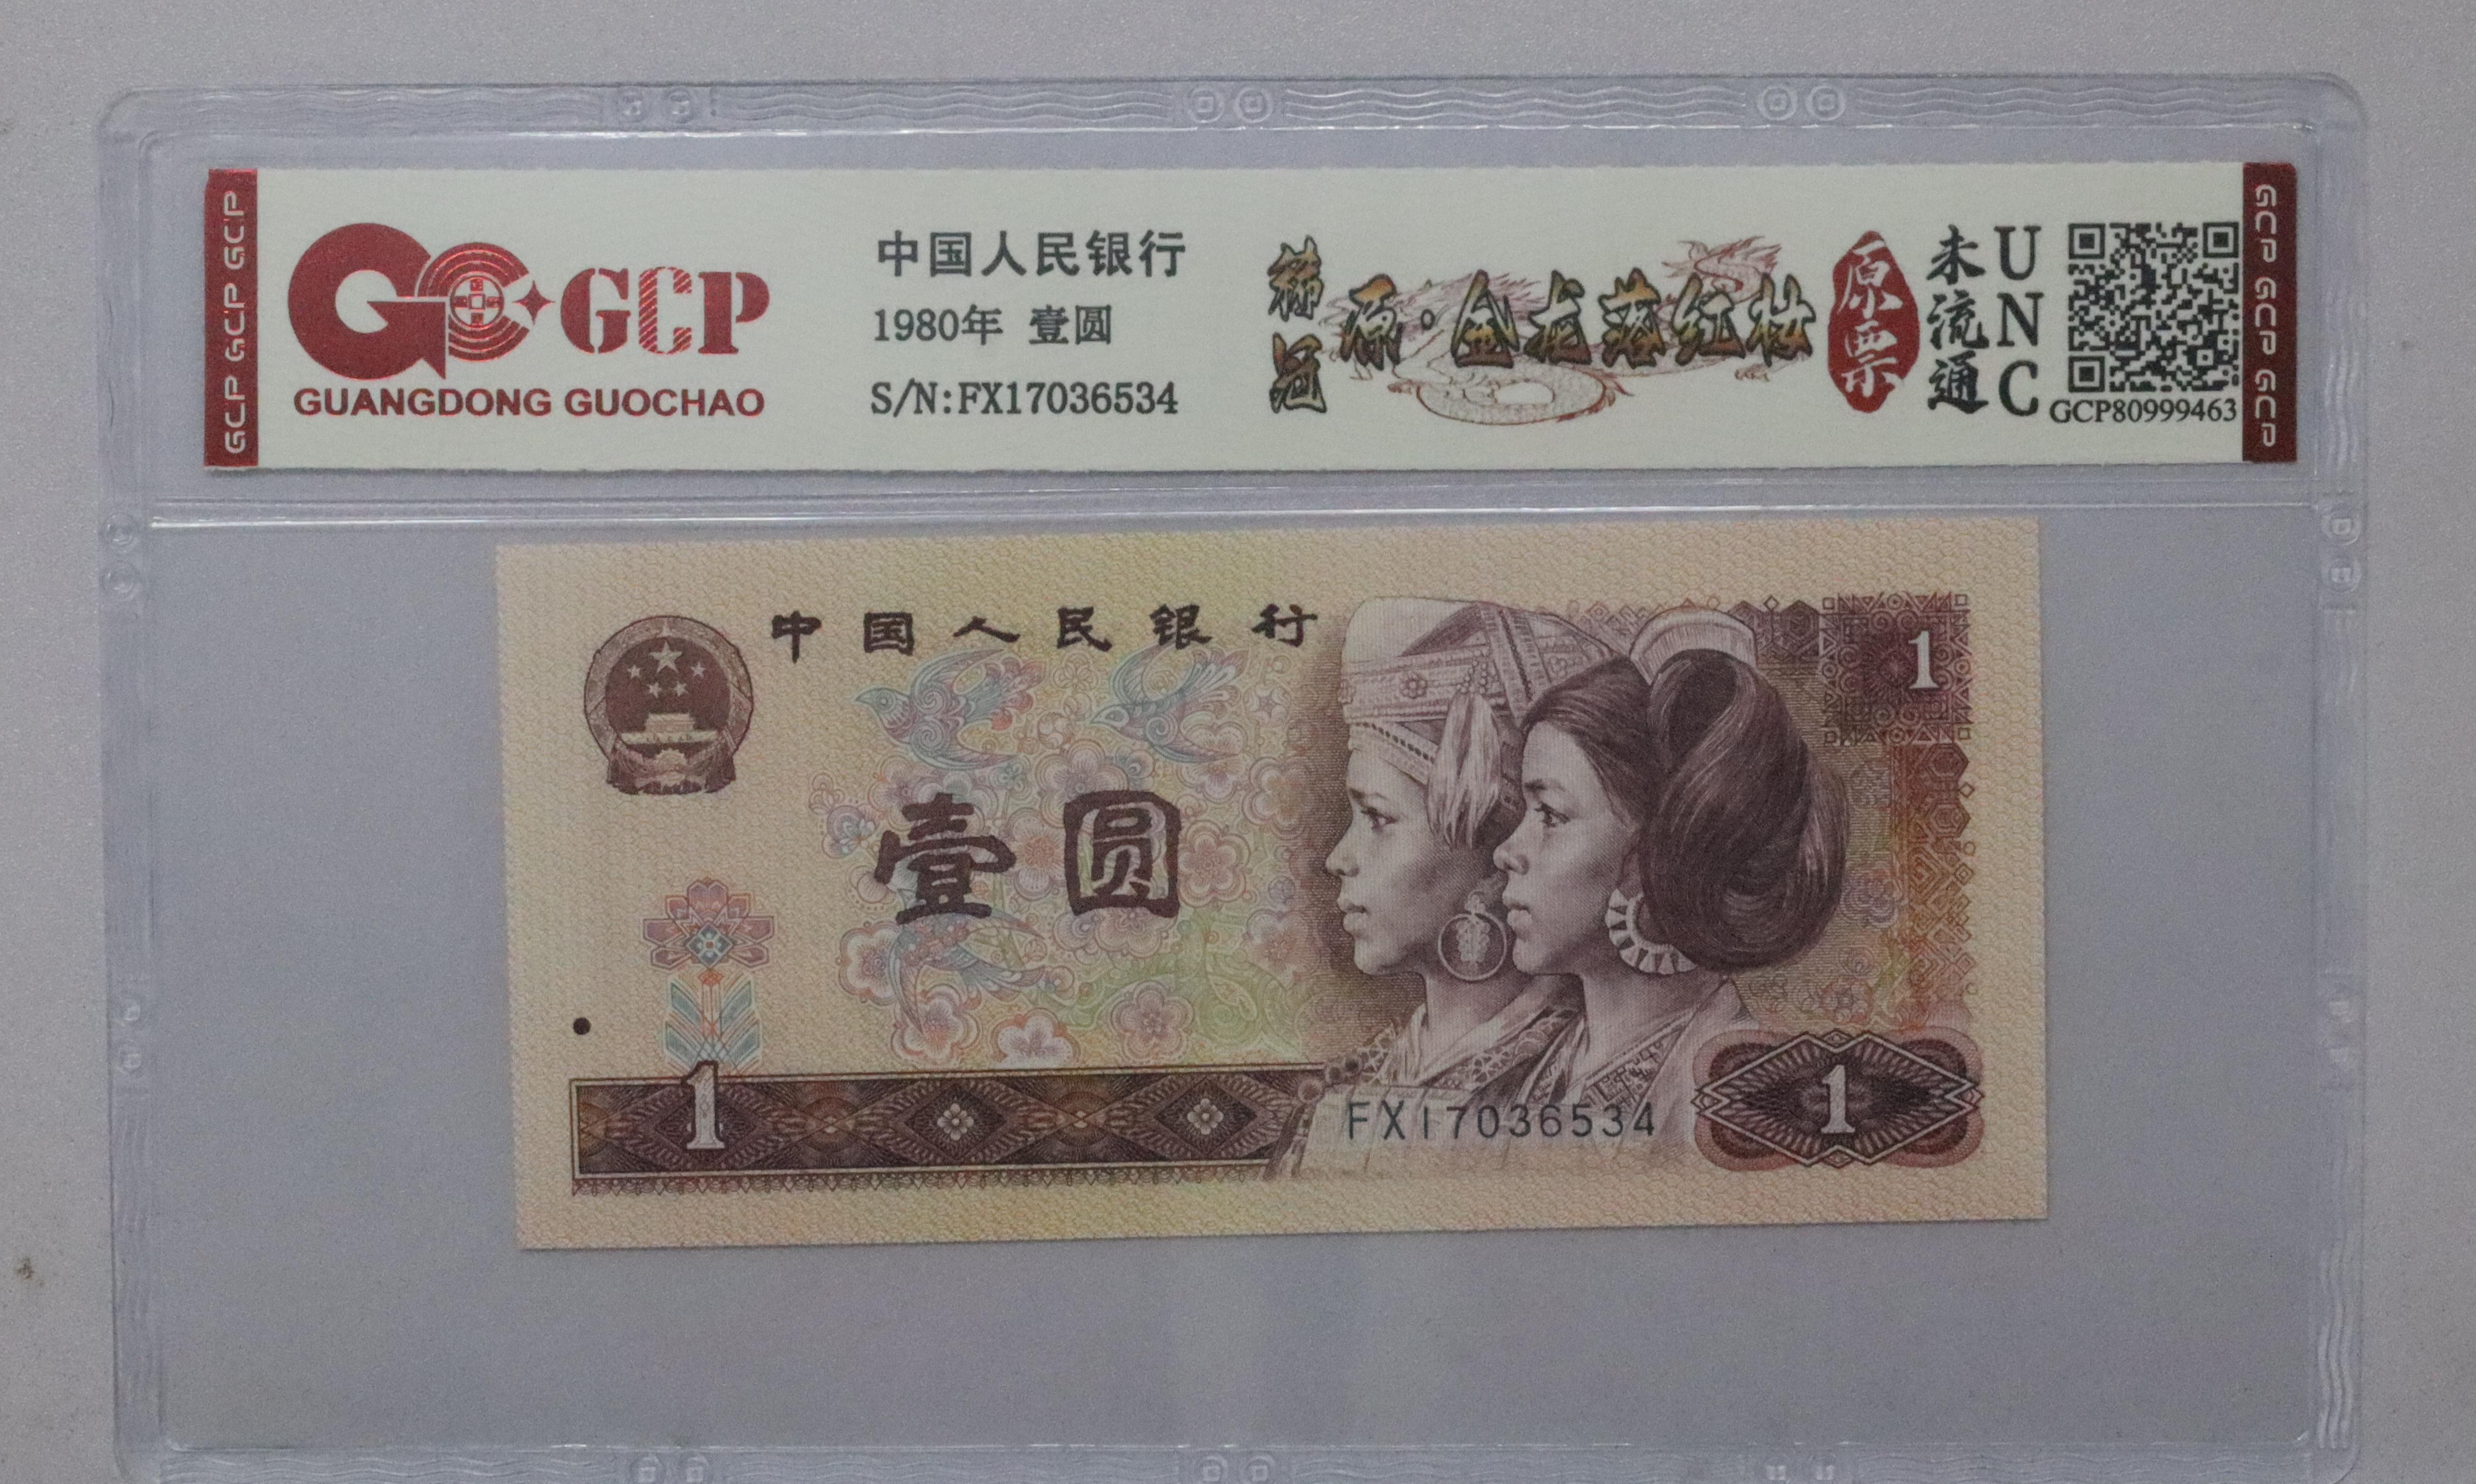 GCP GCP GCP
GCP
GUANGDONG GUOCHAO
中国人民银行
1980年 壹圆
S/N:FX17036534
稀冠
原·金龙落红妆
原票
未流通
UNC
GCP80999463
GCP GCP GCP
中国人民银行
1
壹圆
1
FX17036534
1